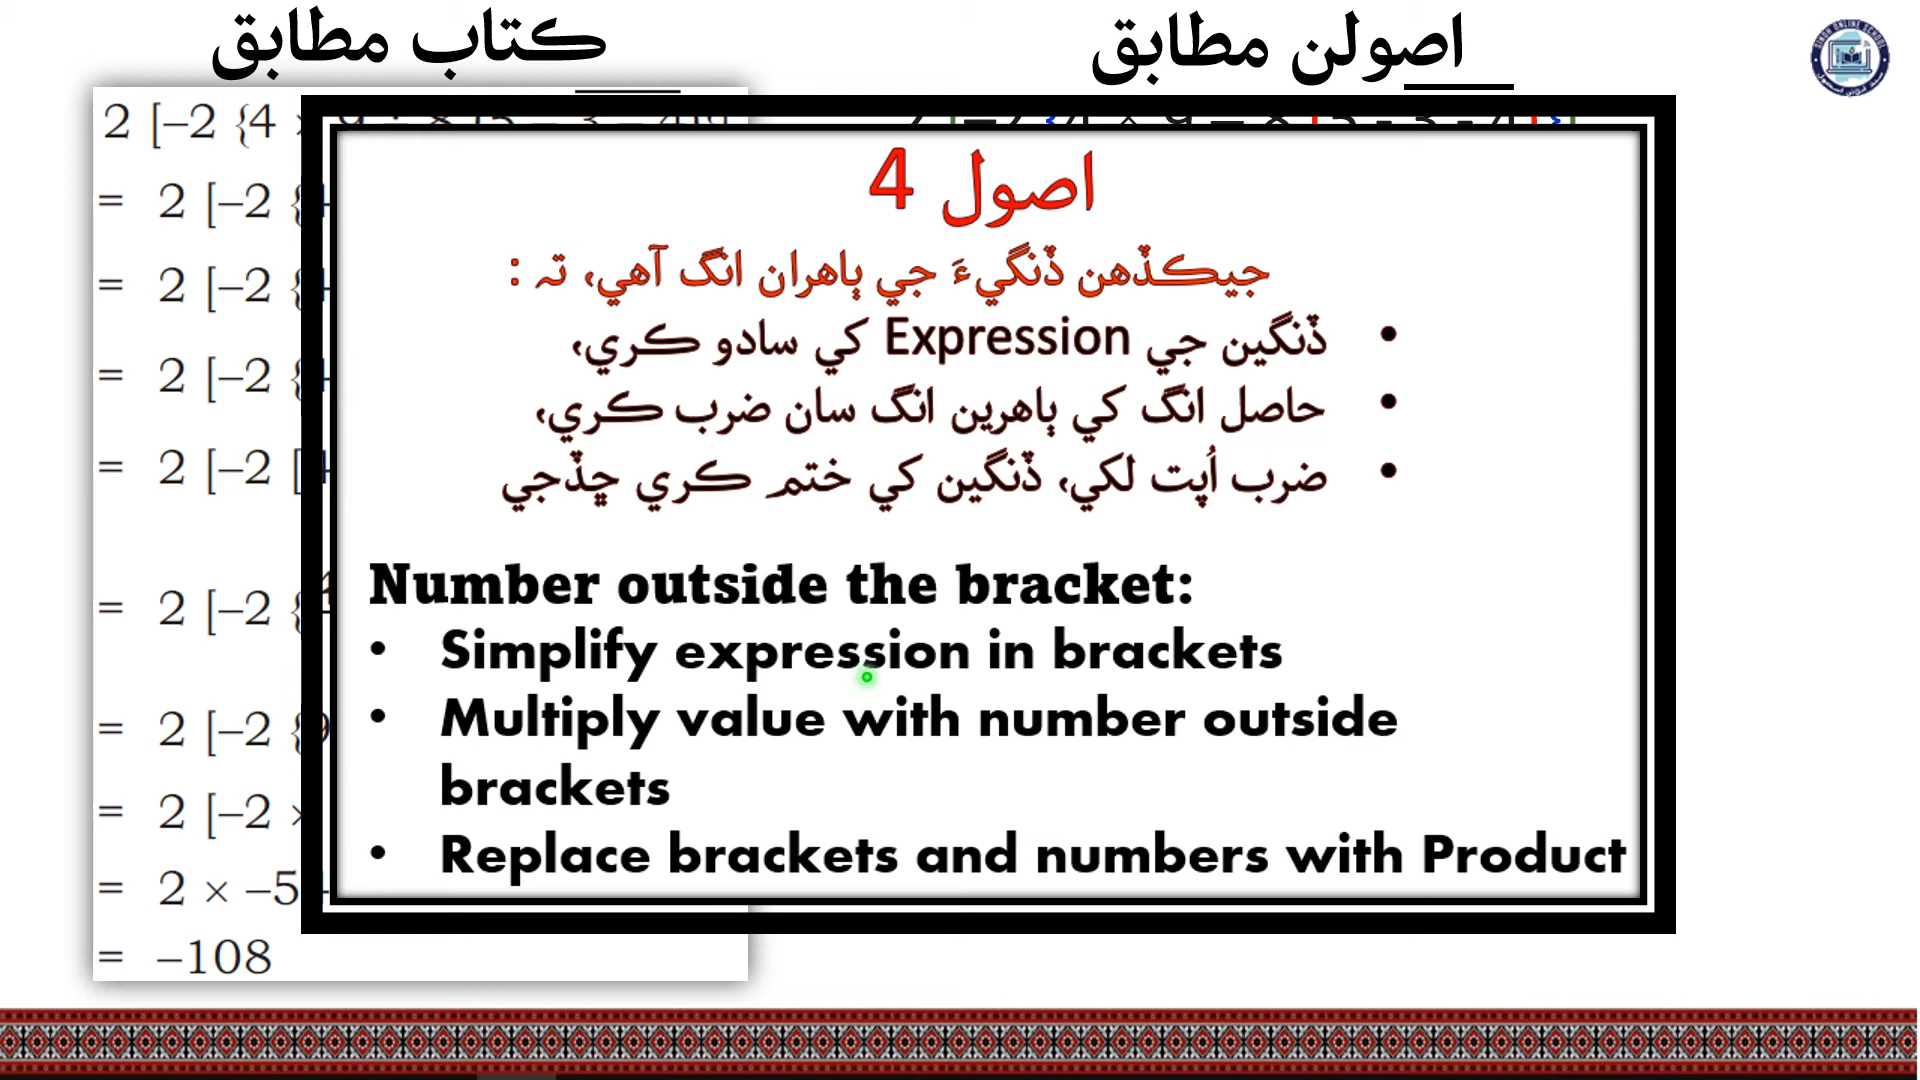 ڪتاب مطابق
اصولن مطابق
2 [–2 {4
= 2 [–2 {
= 2 [–2 {
= 2 [–2 {
= 2 [–2 [
= 2 [–2 {
= 2 [–2 {9
= 2 [–2 ×
= 2 × –5
= –108
اصول 4
جيڪڏهن ڏنگيءَ جي ٻاهران انگ آهي، ته :
• ڏنگين جي Expression کي سادو ڪري،
• حاصل انگ کي ٻاهرين انگ سان ضرب ڪري،
• ضرب اُپت لکي، ڏنگين کي ختم ڪري ڇڏجي
Number outside the bracket:
• Simplify expression in brackets
• Multiply value with number outside
brackets
• Replace brackets and numbers with Product